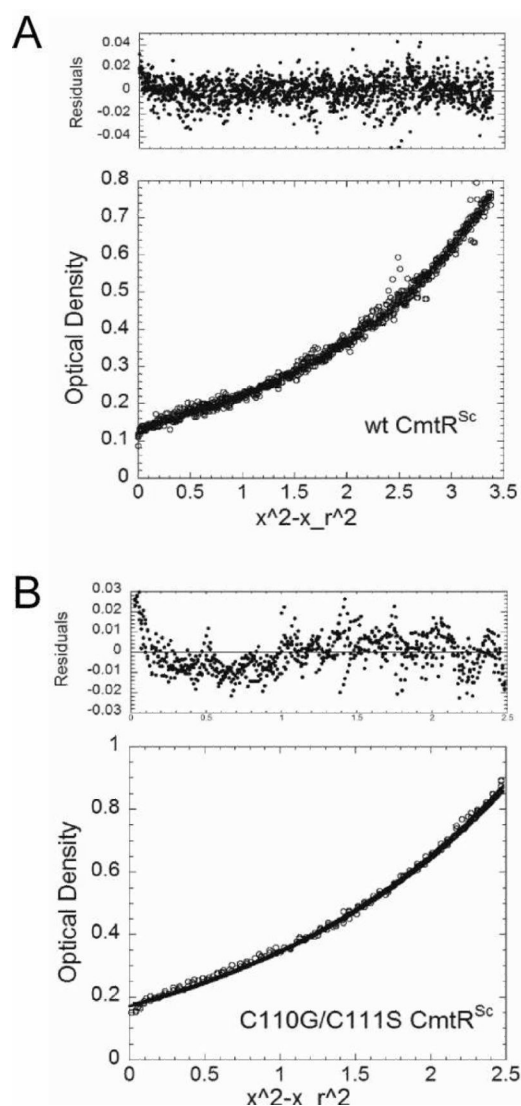 A
Residuals
0.04
0.02
0
-0.02
-0.04
Optical Density
0.8
0.7
0.6
0.5
0.4
0.3
0.2
0.1
0
wt CmtR^Sc
0 0.5 1 1.5 2 2.5 3 3.5
x^2-x_r^2
B
Residuals
0.03
0.02
0.01
0
-0.01
-0.02
-0.03
0 0.5 1 1.5 2 2.5
Optical Density
1
0.8
0.6
0.4
0.2
0
C110G/C111S CmtR^Sc
0 0.5 1 1.5 2 2.5
x^2-x_r^2